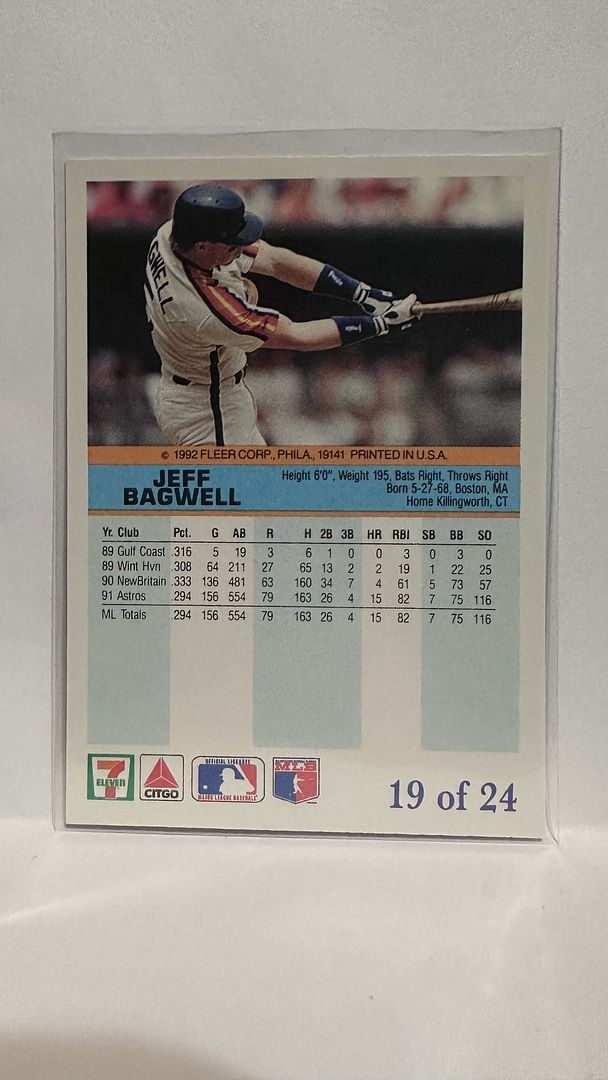 GWELL
© 1992 FLEER CORP., PHILA., 19141 PRINTED IN U.S.A.
JEFF
BAGWELL
Height 6'0", Weight 195, Bats Right, Throws Right
Born 5-27-68, Boston, MA
Home Killingworth, CT
Yr. Club Pct. G AB R H 2B 3B HR RBI SB BB SO
89 Gulf Coast .316 5 19 3 6 1 0 0 3 0 3 0
89 Wint Hvn .308 64 211 27 65 13 2 2 19 1 22 25
90 NewBritain .333 136 481 63 160 34 7 4 61 5 73 57
91 Astros .294 156 554 79 163 26 4 15 82 7 75 116
ML Totals .294 156 554 79 163 26 4 15 82 7 75 116
7
ELEVEN
CITGO
OFFICIAL LICENSEE
MAJOR LEAGUE BASEBALL
MLB
19 of 24